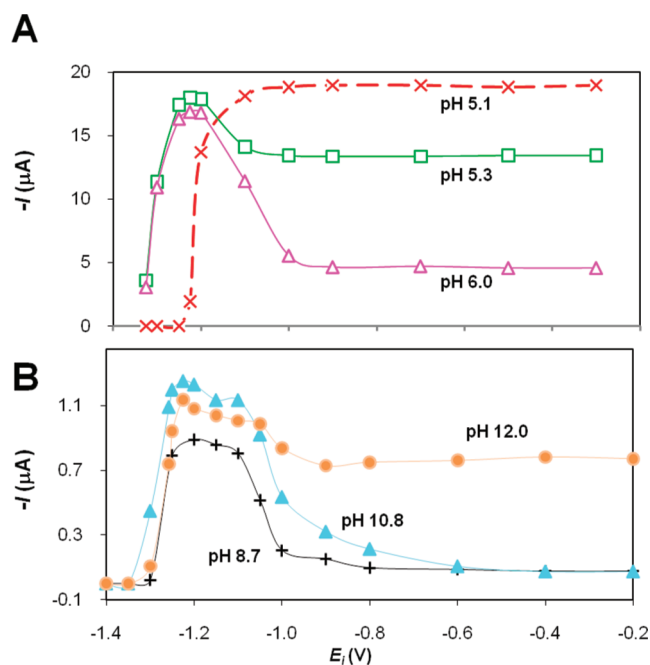 A
20
15
10
5
0
-I (µA)
pH 5.1
pH 5.3
pH 6.0
B
1.1
0.7
0.3
-0.1
-I (µA)
pH 12.0
pH 10.8
pH 8.7
-1.4 -1.2 -1.0 -0.8 -0.6 -0.4 -0.2
Ei (V)